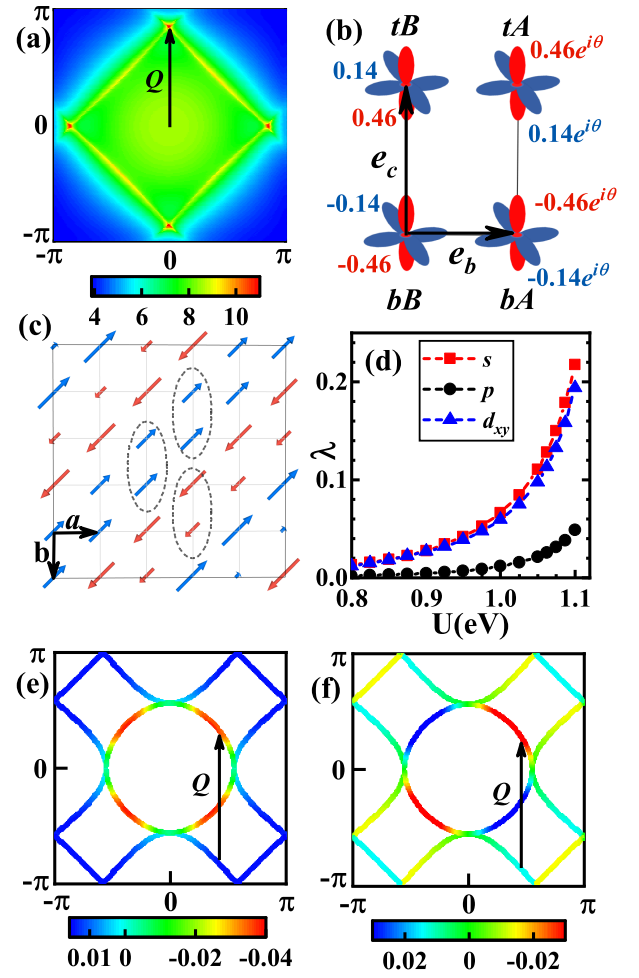 (a)
π
0
-π
Q
-π 0 π
4 6 8 10
(b)
tB tA
0.14 0.46e^{iθ}
0.46 0.14e^{iθ}
e_c
-0.14 -0.46e^{iθ}
-0.46 e_b -0.14e^{iθ}
bB bA
(c)
a
b
(d)
s
p
d_{xy}
λ
0.2
0.1
0.0
0.8 0.9 1.0 1.1
U(eV)
(e)
π
0
-π
Q
-π 0 π
0.01 0 -0.02 -0.04
(f)
π
0
-π
Q
-π 0 π
0.02 0 -0.02